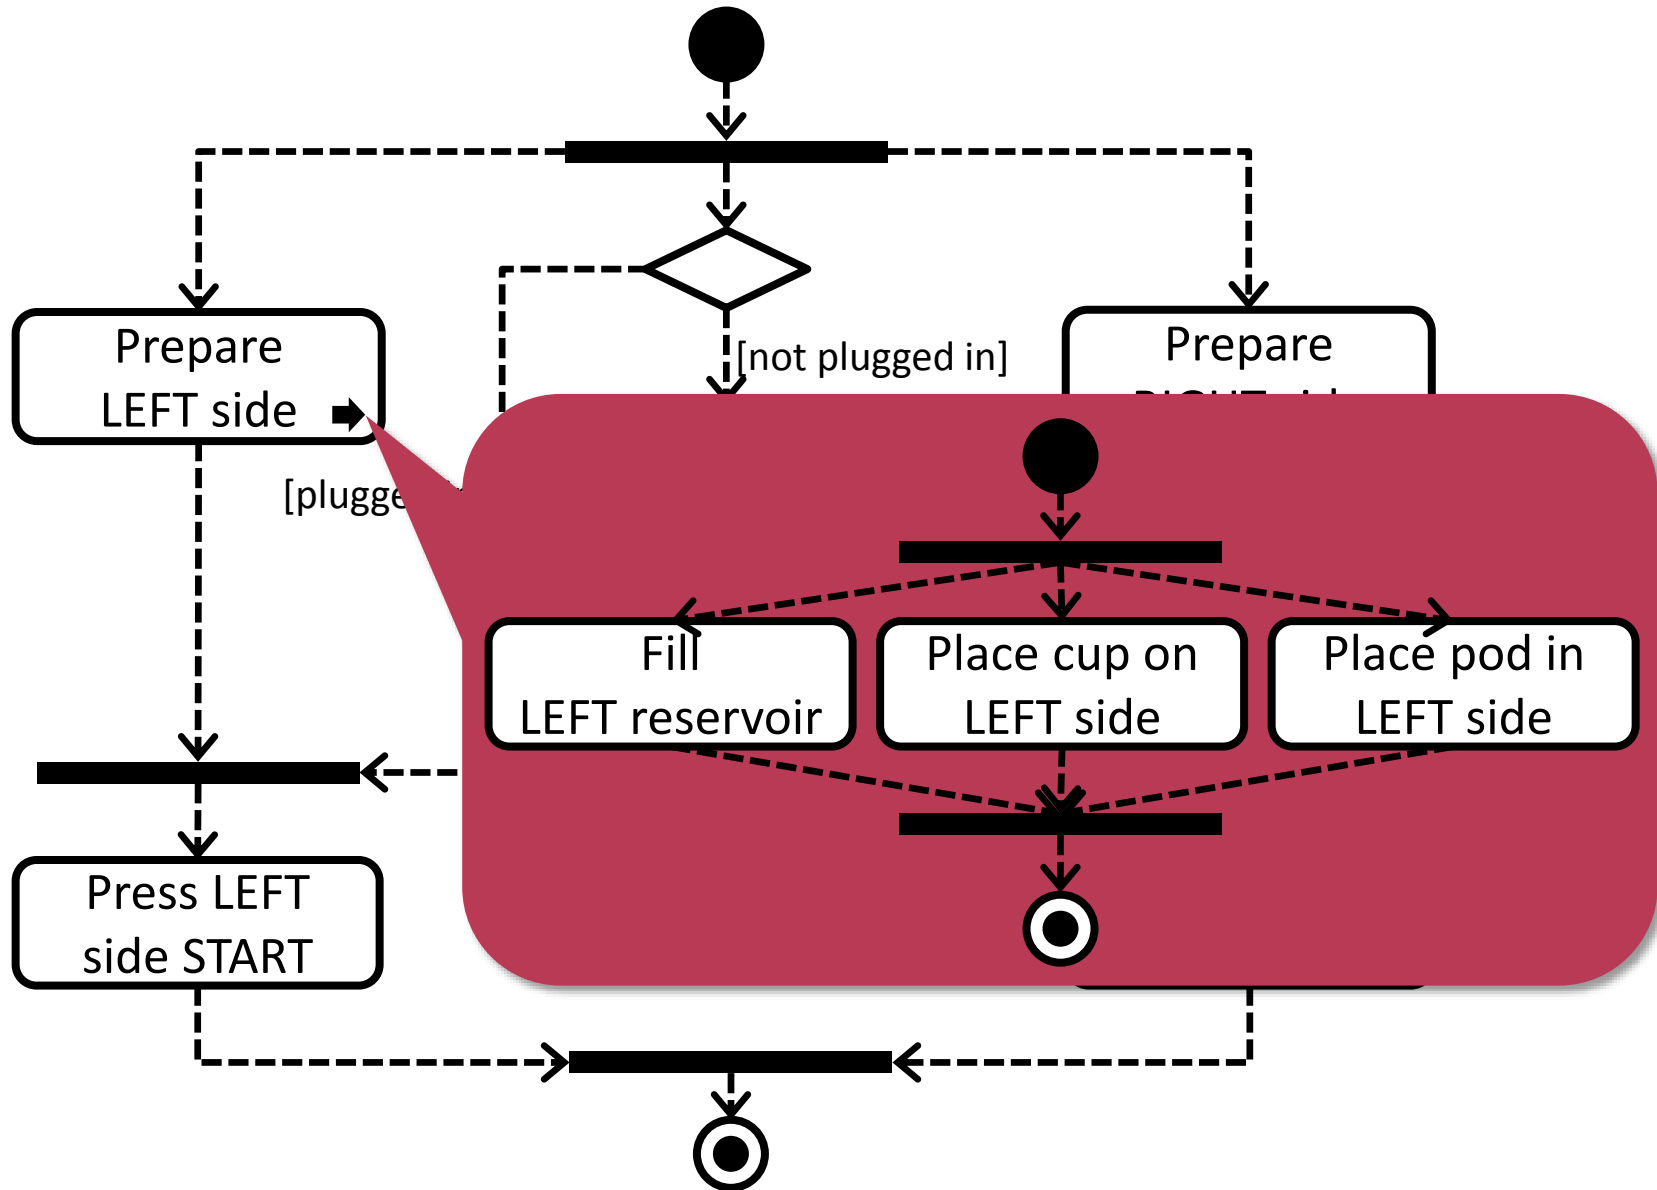 [not plugged in]
Prepare
LEFT side
Prepare
side
Fill
LEFT reservoir
Place cup on
LEFT side
Place pod in
LEFT side
Press LEFT
side START